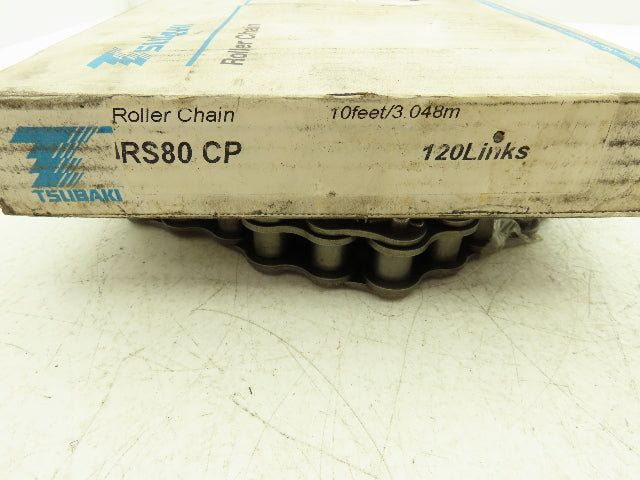 TSUBAKI
Roller Chain
Roller Chain 10feet/3.048m
RS80 CP 120Links
TSUBAKI